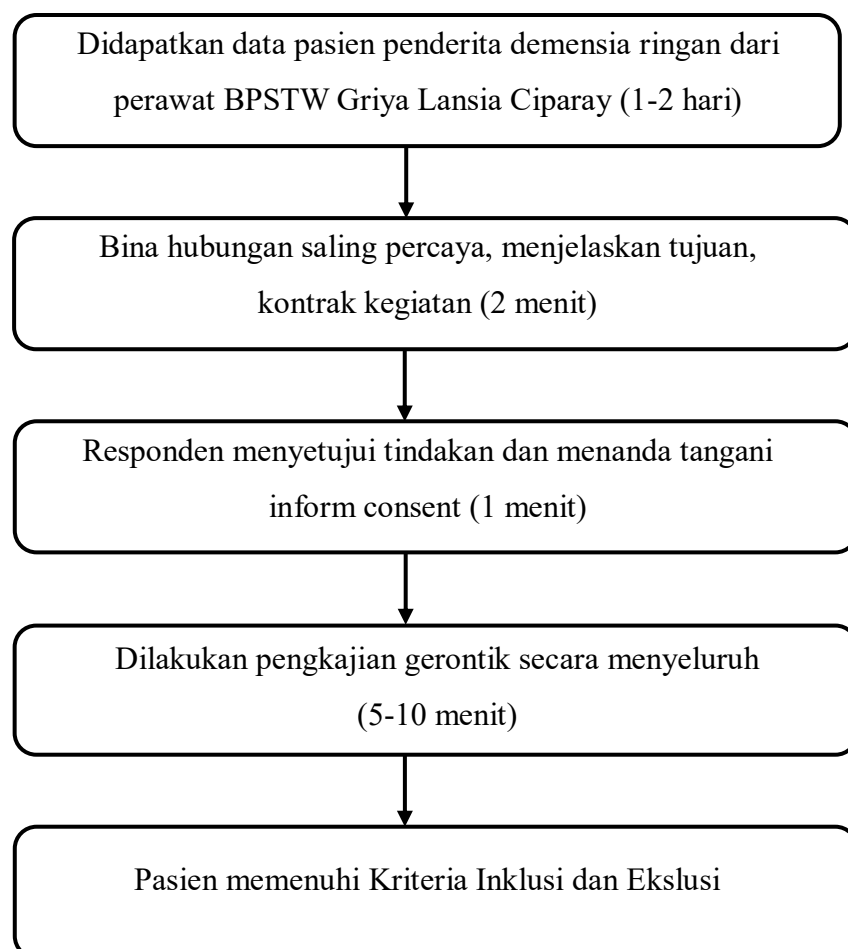 Didapatkan data pasien penderita demensia ringan dari
perawat BPSTW Griya Lansia Ciparay (1-2 hari)
Bina hubungan saling percaya, menjelaskan tujuan,
kontrak kegiatan (2 menit)
Responden menyetujui tindakan dan menanda tangani
inform consent (1 menit)
Dilakukan pengkajian gerontik secara menyeluruh
(5-10 menit)
Pasien memenuhi Kriteria Inklusi dan Ekslusi